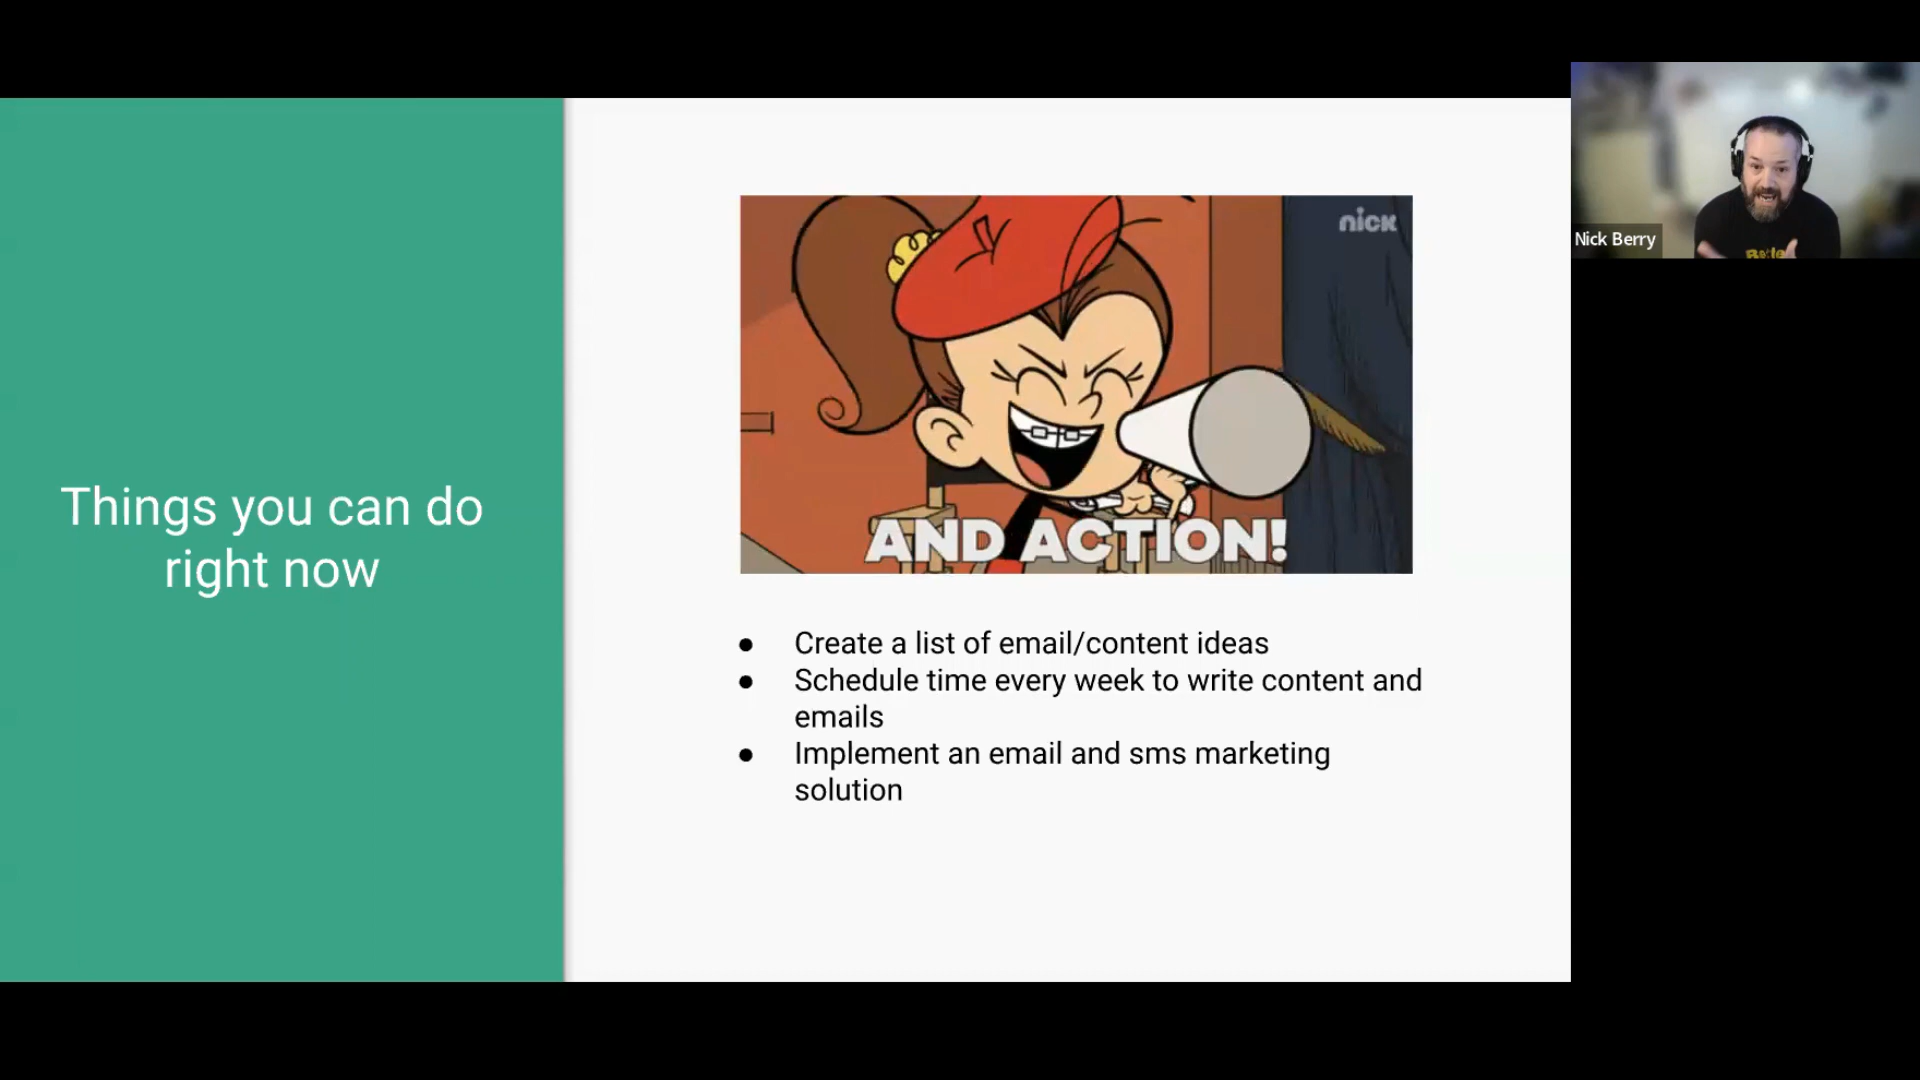 Things you can do
right now
nick
AND ACTION!
● Create a list of email/content ideas
● Schedule time every week to write content and
emails
● Implement an email and sms marketing
solution
Nick Berry